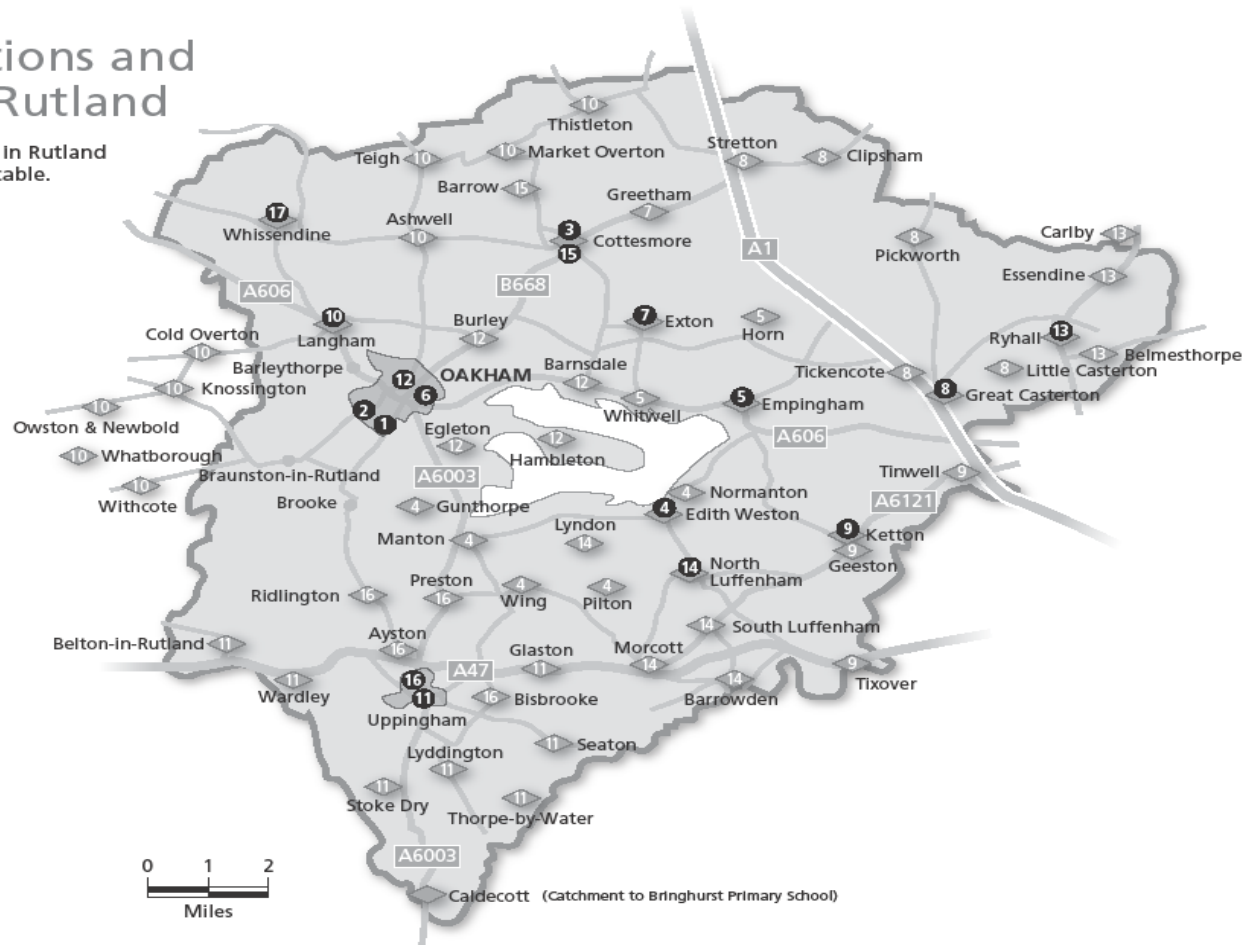 tions and
Rutland
in Rutland
table.
10
Thistleton
Stretton
8
8 Clipsham
Teigh 10
10 Market Overton
Barrow 15
Greetham
7
17
Whissendine
Ashwell
10
3
Cottesmore
15
A1
8
Pickworth
Carlby 13
Essendine 13
A606
B668
10
Langham
Burley
12
7 Exton
5
Horn
Ryhall 13
13 Belmesthorpe
8 Little Casterton
Cold Overton
10
Barleythorpe
OAKHAM
12
6
2
1
Barnsdale
12
Tickencote 8
8
Great Casterton
10 Knossington
10
Owston & Newbold
5
Whitwell
5
Empingham
A606
Egleton
12
12
Hambleton
10 Whatborough
Braunston-in-Rutland
A6003
Tinwell 9
A6121
10
Withcote
Brooke
4 Gunthorpe
4 Normanton
4
Edith Weston
Manton 4
Lyndon
14
9
Ketton
9
Geeston
14 North
Luffenham
Ridlington 16
Preston
16
4
Wing
4
Pilton
14 South Luffenham
Belton-in-Rutland 11
Ayston
16
A47
Glaston
11
Morcott
14
9
Tixover
11
Wardley
16
11
Uppingham
16 Bisbrooke
14
Barrowden
Lyddington
11
11 Seaton
11
Stoke Dry
11
Thorpe-by-Water
A6003
0 1 2
Miles
Caldecott (Catchment to Bringhurst Primary School)